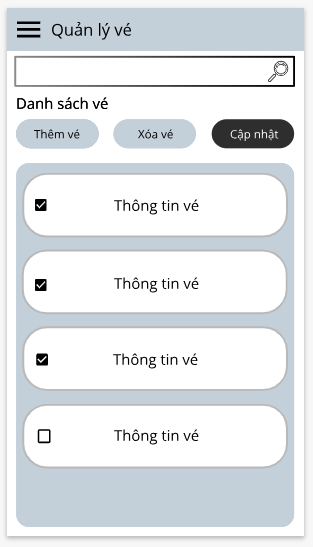 Quản lý vé
Danh sách vé
Thêm vé Xóa vé Cập nhật
Thông tin vé
Thông tin vé
Thông tin vé
Thông tin vé